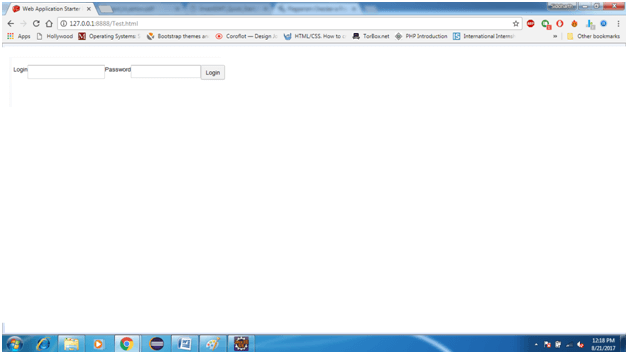 Web Application Starter
127.0.0.1:8888/Test.html
Apps Hollywood Operating Systems: Bootstrap themes an Coroflot — Design Jo HTML/CSS. How to c TorBox.net PHP Introduction International Interns » Other bookmarks
Login Password Login
12:18 PM
8/21/2017